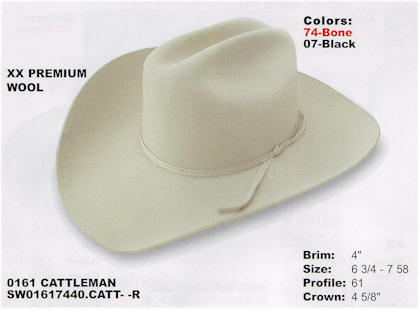 Colors:
74-Bone
07-Black
XX PREMIUM
WOOL
Brim: 4"
Size: 6 3/4 - 7 58
Profile: 61
Crown: 4 5/8"
0161 CATTLEMAN
SW01617440.CATT- -R